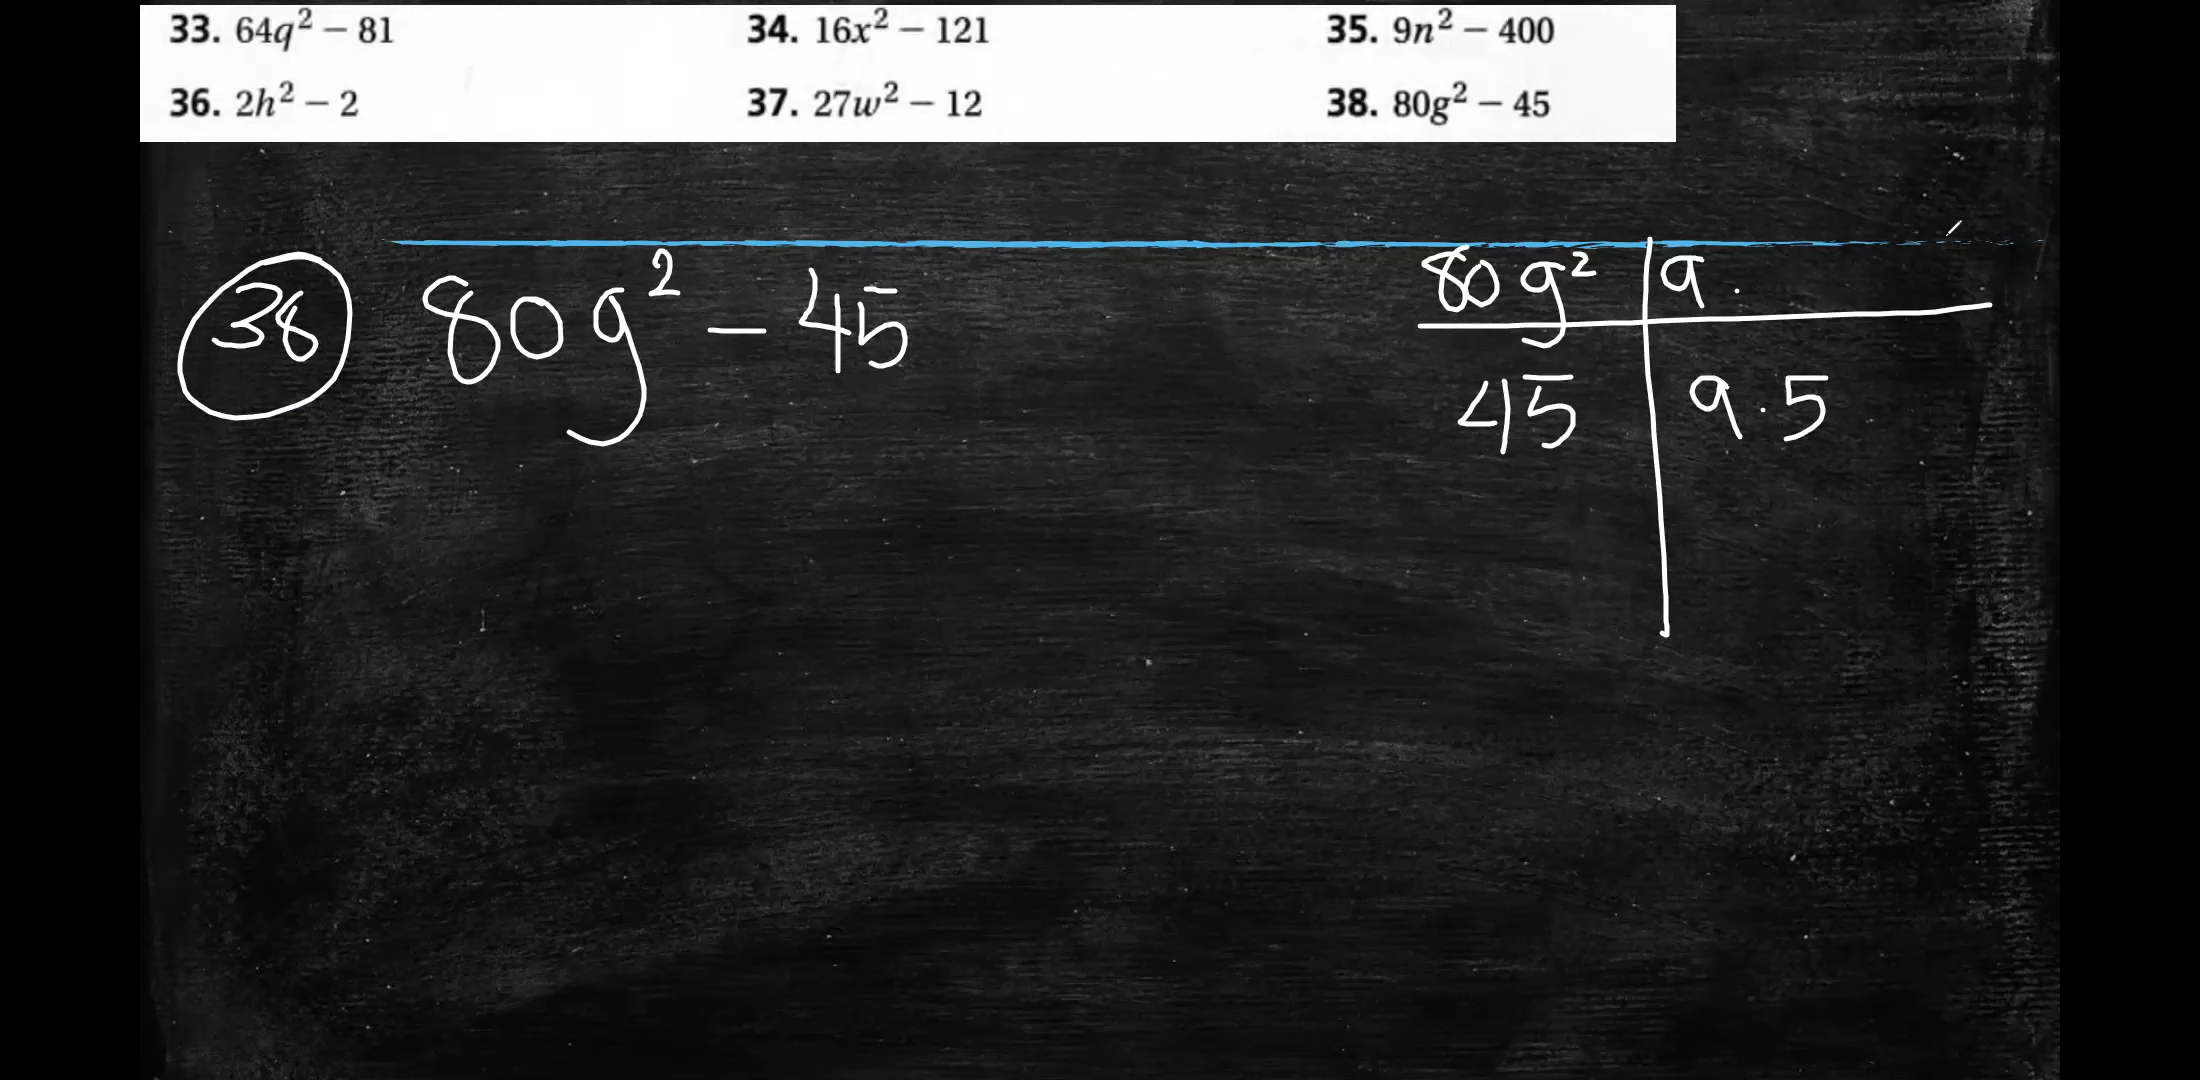 33. 64q² – 81 34. 16x² – 121 35. 9n² – 400
36. 2h² – 2 37. 27w² – 12 38. 80g² – 45
38 80g² – 45
80g² | 9 ·
45 | 9 · 5